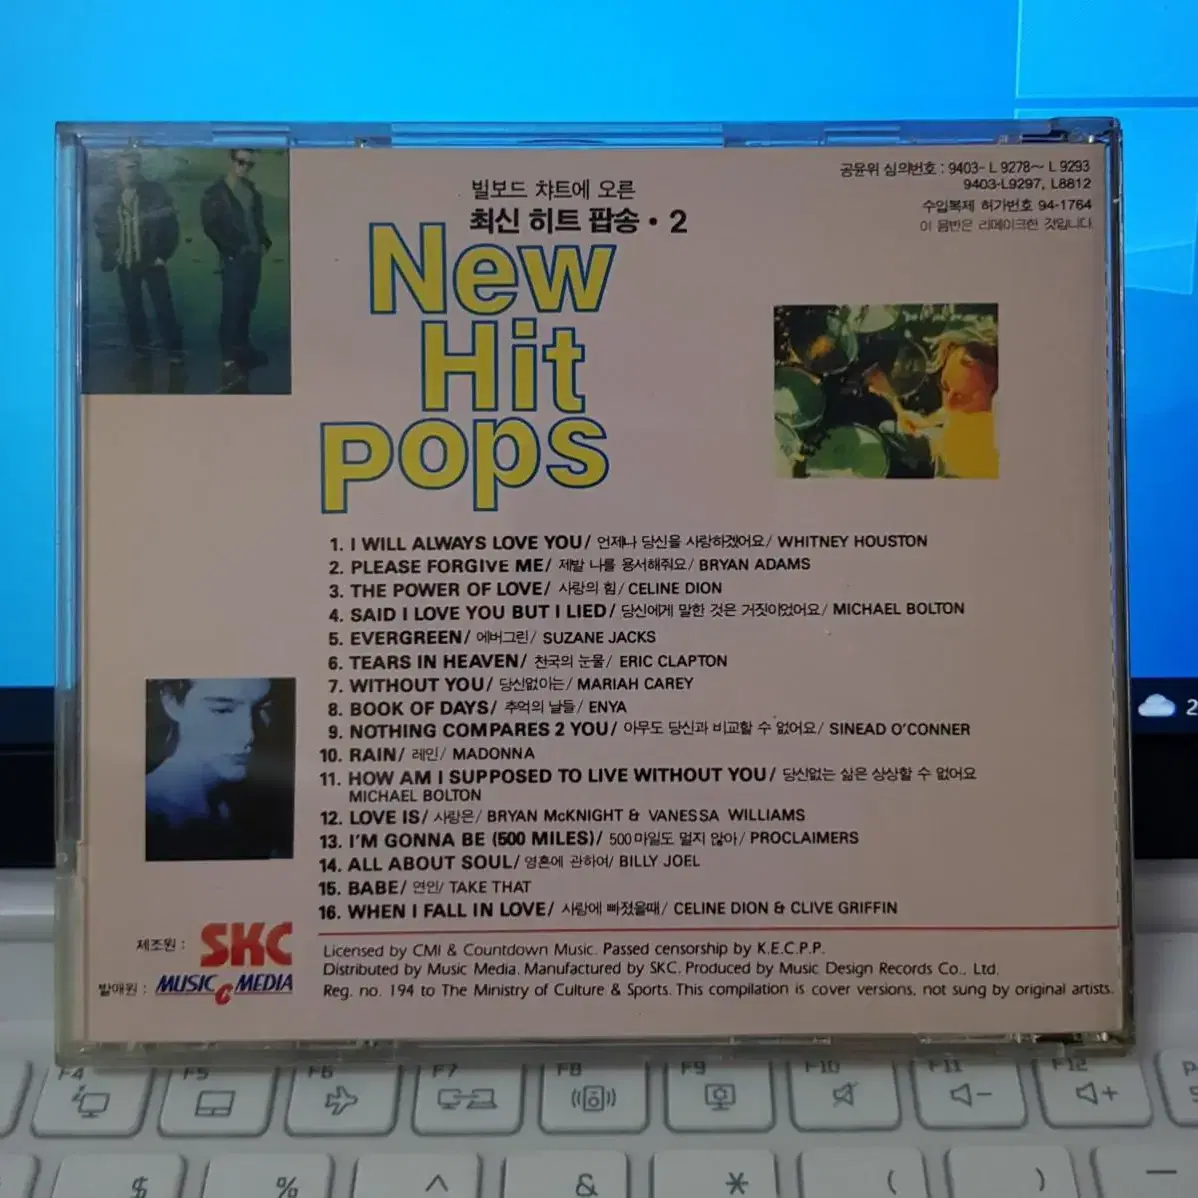 빌보드 챠트에 오른
최신 히트 팝송 • 2
New
Hit
Pops
공윤위 심의번호 : 9403- L 9278~ L 9293
9403-L9297, L8812
수입복제 허가번호 94-1764
이 음반은 리메이크한 것입니다.
1. I WILL ALWAYS LOVE YOU/ 언제나 당신을 사랑하겠어요/ WHITNEY HOUSTON
2. PLEASE FORGIVE ME/ 제발 나를 용서해줘요/ BRYAN ADAMS
3. THE POWER OF LOVE/ 사랑의 힘/ CELINE DION
4. SAID I LOVE YOU BUT I LIED/ 당신에게 말한 것은 거짓이었어요/ MICHAEL BOLTON
5. EVERGREEN/ 에버그린/ SUZANE JACKS
6. TEARS IN HEAVEN/ 천국의 눈물/ ERIC CLAPTON
7. WITHOUT YOU/ 당신없이는/ MARIAH CAREY
8. BOOK OF DAYS/ 추억의 날들/ ENYA
9. NOTHING COMPARES 2 YOU/ 아무도 당신과 비교할 수 없어요/ SINEAD O'CONNER
10. RAIN/ 레인/ MADONNA
11. HOW AM I SUPPOSED TO LIVE WITHOUT YOU/ 당신없는 삶은 상상할 수 없어요
MICHAEL BOLTON
12. LOVE IS/ 사랑은/ BRYAN McKNIGHT & VANESSA WILLIAMS
13. I'M GONNA BE (500 MILES)/ 500마일도 멀지 않아/ PROCLAIMERS
14. ALL ABOUT SOUL/ 영혼에 관하여/ BILLY JOEL
15. BABE/ 연인/ TAKE THAT
16. WHEN I FALL IN LOVE/ 사랑에 빠졌을때/ CELINE DION & CLIVE GRIFFIN
제조원 : SKC
발매원 : MUSIC MEDIA
Licensed by CMI & Countdown Music. Passed censorship by K.E.C.P.P.
Distributed by Music Media. Manufactured by SKC. Produced by Music Design Records Co., Ltd.
Reg. no. 194 to The Ministry of Culture & Sports. This compilation is cover versions, not sung by original artists.
2
F4 F5 F6 F7 F8 F9 F10 F11 F12
$ % ^ & * ( ) —